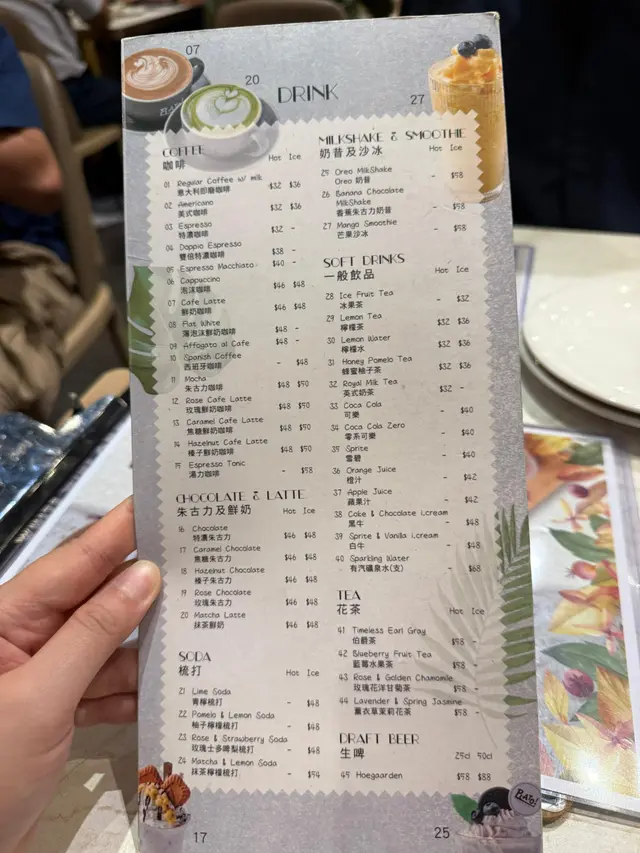 07
20
DRINK
27
COFFEE
咖啡
Hot Ice
01 Regular Coffee W/ milk $32 $36
意大利即磨咖啡
02 Americano $32 $36
美式咖啡
03 Espresso $32 -
特濃咖啡
04 Doppio Espresso $38 -
雙倍特濃咖啡
05 Espresso Macchiato $40 -
06 Cappuccino $46 $48
泡沫咖啡
07 Cafe Latte $46 $48
鮮奶咖啡
08 Flat White $48 -
薄泡沫鮮奶咖啡
09 Affogato al Cafe $48 -
10 Spanish Coffee - $48
西班牙咖啡
11 Mocha $48 $50
朱古力咖啡
12 Rose Cafe Latte $48 $50
玫瑰鮮奶咖啡
13 Caramel Cafe Latte $48 $50
焦糖鮮奶咖啡
14 Hazelnut Cafe Latte $48 $50
榛子鮮奶咖啡
15 Espresso Tonic - $58
湯力咖啡
CHOCOLATE & LATTE
朱古力及鮮奶
Hot Ice
16 Chocolate $46 $48
特濃朱古力
17 Caramel Chocolate $46 $48
焦糖朱古力
18 Hazelnut Chocolate $46 $48
榛子朱古力
19 Rose Chocolate $46 $48
玫瑰朱古力
20 Matcha Latte $46 $48
抹茶鮮奶
SODA
梳打
Hot Ice
21 Lime Soda - $48
青檸梳打
22 Pomelo & Lemon Soda - $48
柚子檸檬梳打
23 Rose & Strawberry Soda - $48
玫瑰士多啤梨梳打
24 Matcha & Lemon Soda - $54
抹茶檸檬梳打
17
MILKSHAKE & SMOOTHIE
奶昔及沙冰
Hot Ice
25 Oreo MilkShake - $58
Oreo 奶昔
26 Banana Chocolate
MilkShake - $58
香蕉朱古力奶昔
27 Mango Smoothie - $58
芒果沙冰
SOFT DRINKS
一般飲品
Hot Ice
28 Ice Fruit Tea - $32
冰果茶
29 Lemon Tea $32 $36
檸檬茶
30 Lemon Water $32 $36
檸檬水
31 Honey Pomelo Tea $32 $36
蜂蜜柚子茶
32 Royal Milk Tea $32 -
英式奶茶
33 Coca Cola - $40
可樂
34 Coca Cola Zero - $40
零系可樂
35 Sprite - $40
雪碧
36 Orange Juice - $42
橙汁
37 Apple Juice - $42
蘋果汁
38 Coke & Chocolate i.cream - $48
黑牛
39 Sprite & Vanilla i.cream - $48
白牛
40 Sparkling Water - $68
有汽礦泉水(支)
TEA
花茶
Hot Ice
41 Timeless Earl Gray $58 -
伯爵茶
42 Blueberry Fruit Tea $58 -
藍莓水果茶
43 Rose & Golden Chamomile $58 -
玫瑰花洋甘菊茶
44 Lavender & Spring Jasmine $58 -
薰衣草茉莉花茶
DRAFT BEER
生啤
25cl 50cl
45 Hoegaarden $58 $88
25